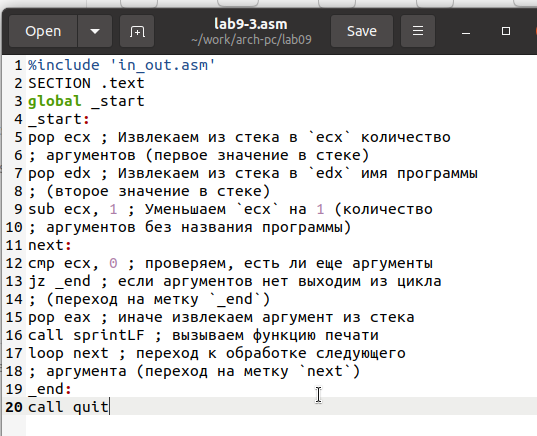 Open
lab9-3.asm
~/work/arch-pc/lab09
Save
1 %include 'in_out.asm'
2 SECTION .text
3 global _start
4 _start:
5 pop ecx ; Извлекаем из стека в `ecx` количество
6 ; аргументов (первое значение в стеке)
7 pop edx ; Извлекаем из стека в `edx` имя программы
8 ; (второе значение в стеке)
9 sub ecx, 1 ; Уменьшаем `ecx` на 1 (количество
10 ; аргументов без названия программы)
11 next:
12 cmp ecx, 0 ; проверяем, есть ли еще аргументы
13 jz _end ; если аргументов нет выходим из цикла
14 ; (переход на метку `_end`)
15 pop eax ; иначе извлекаем аргумент из стека
16 call sprintLF ; вызываем функцию печати
17 loop next ; переход к обработке следующего
18 ; аргумента (переход на метку `next`)
19 _end:
20 call quit